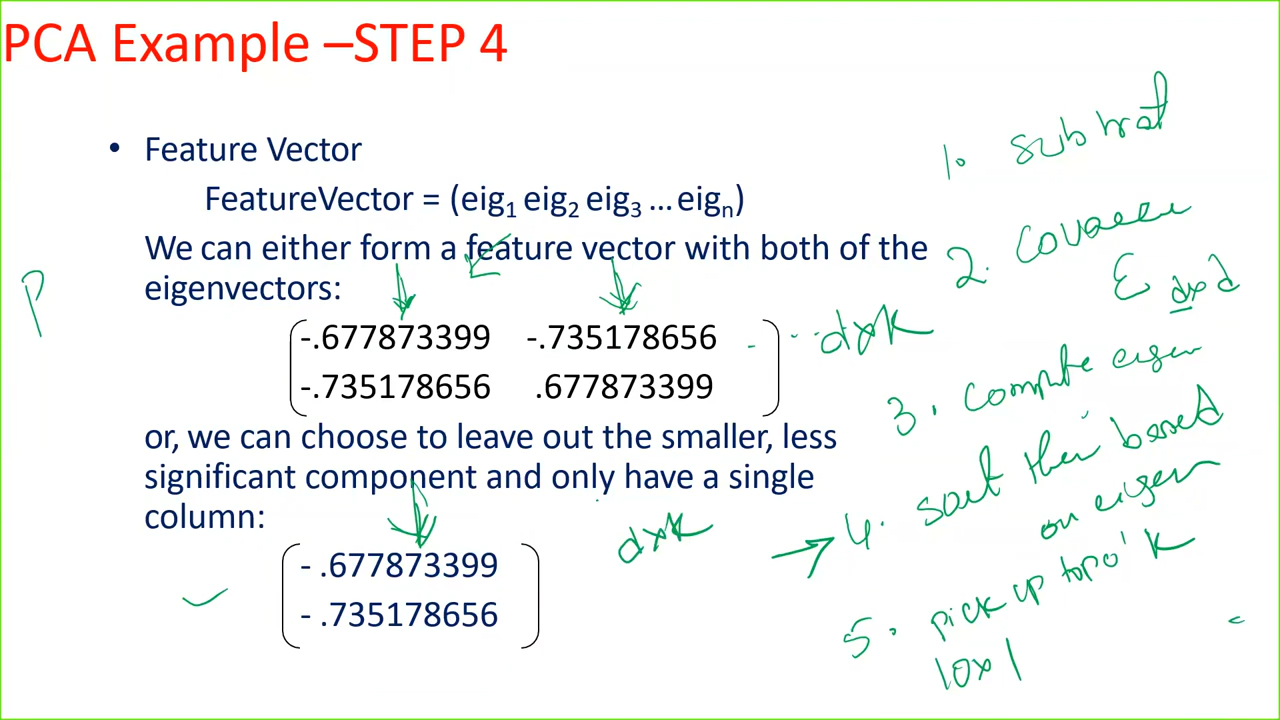 PCA Example –STEP 4
• Feature Vector
FeatureVector = (eig1 eig2 eig3 … eign)
We can either form a feature vector with both of the
eigenvectors:
-.677873399 -.735178656
-.735178656 .677873399
or, we can choose to leave out the smaller, less
significant component and only have a single
column:
- .677873399
- .735178656
P
dxk
dxk
1. subtrat
2.
Σ dxd
3. compute eigen
4. sort their based
on eigen
5. pick up top 'k
10x1